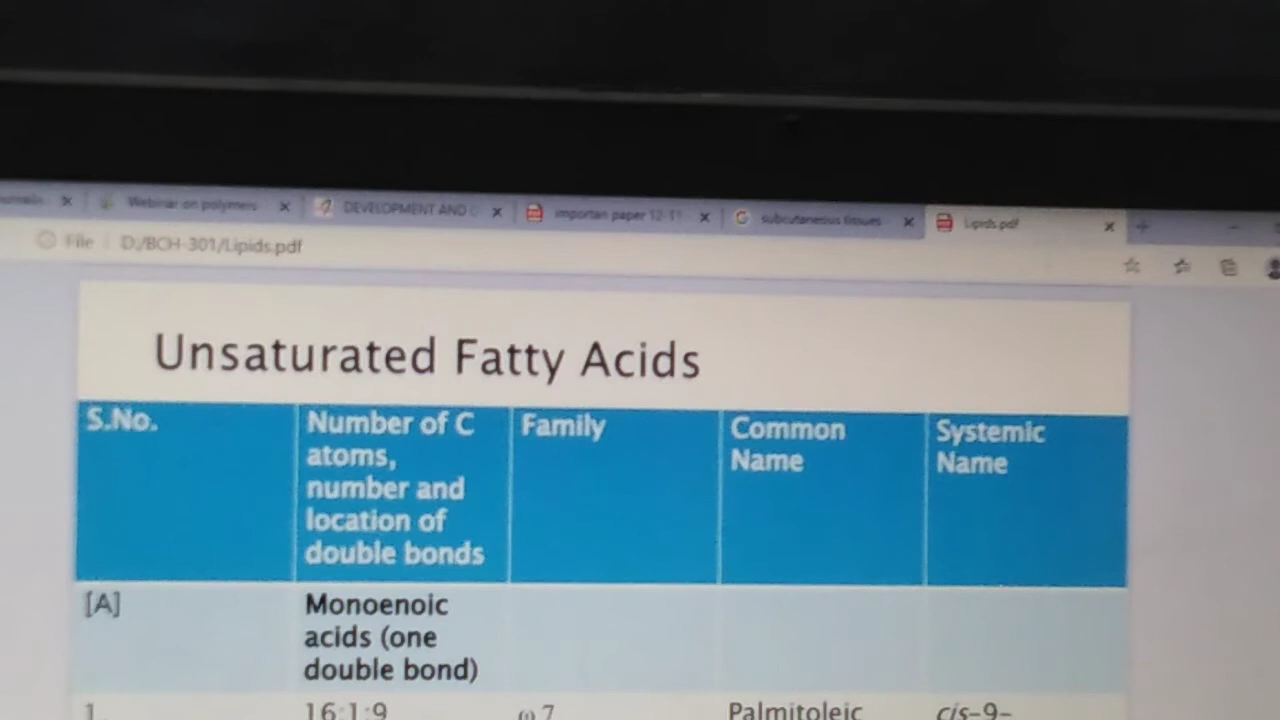 Webinar on polymers
DEVELOPMENT AND
importan paper 12-11
subcutaneous tissues
Lipids.pdf
File
D:/BCH-301/Lipids.pdf
Unsaturated Fatty Acids
S.No.
Number of C
atoms,
number and
location of
double bonds
Family
Common
Name
Systemic
Name
[A]
Monoenoic
acids (one
double bond)
1.
16:1:9
ω7
Palmitoleic
cis-9-